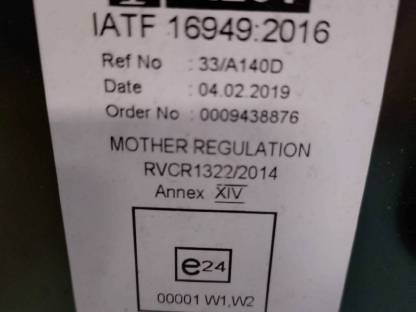 IATF 16949:2016
Ref No : 33/A140D
Date : 04.02.2019
Order No : 0009438876
MOTHER REGULATION
RVCR1322/2014
Annex XIV
e24
00001 W1,W2